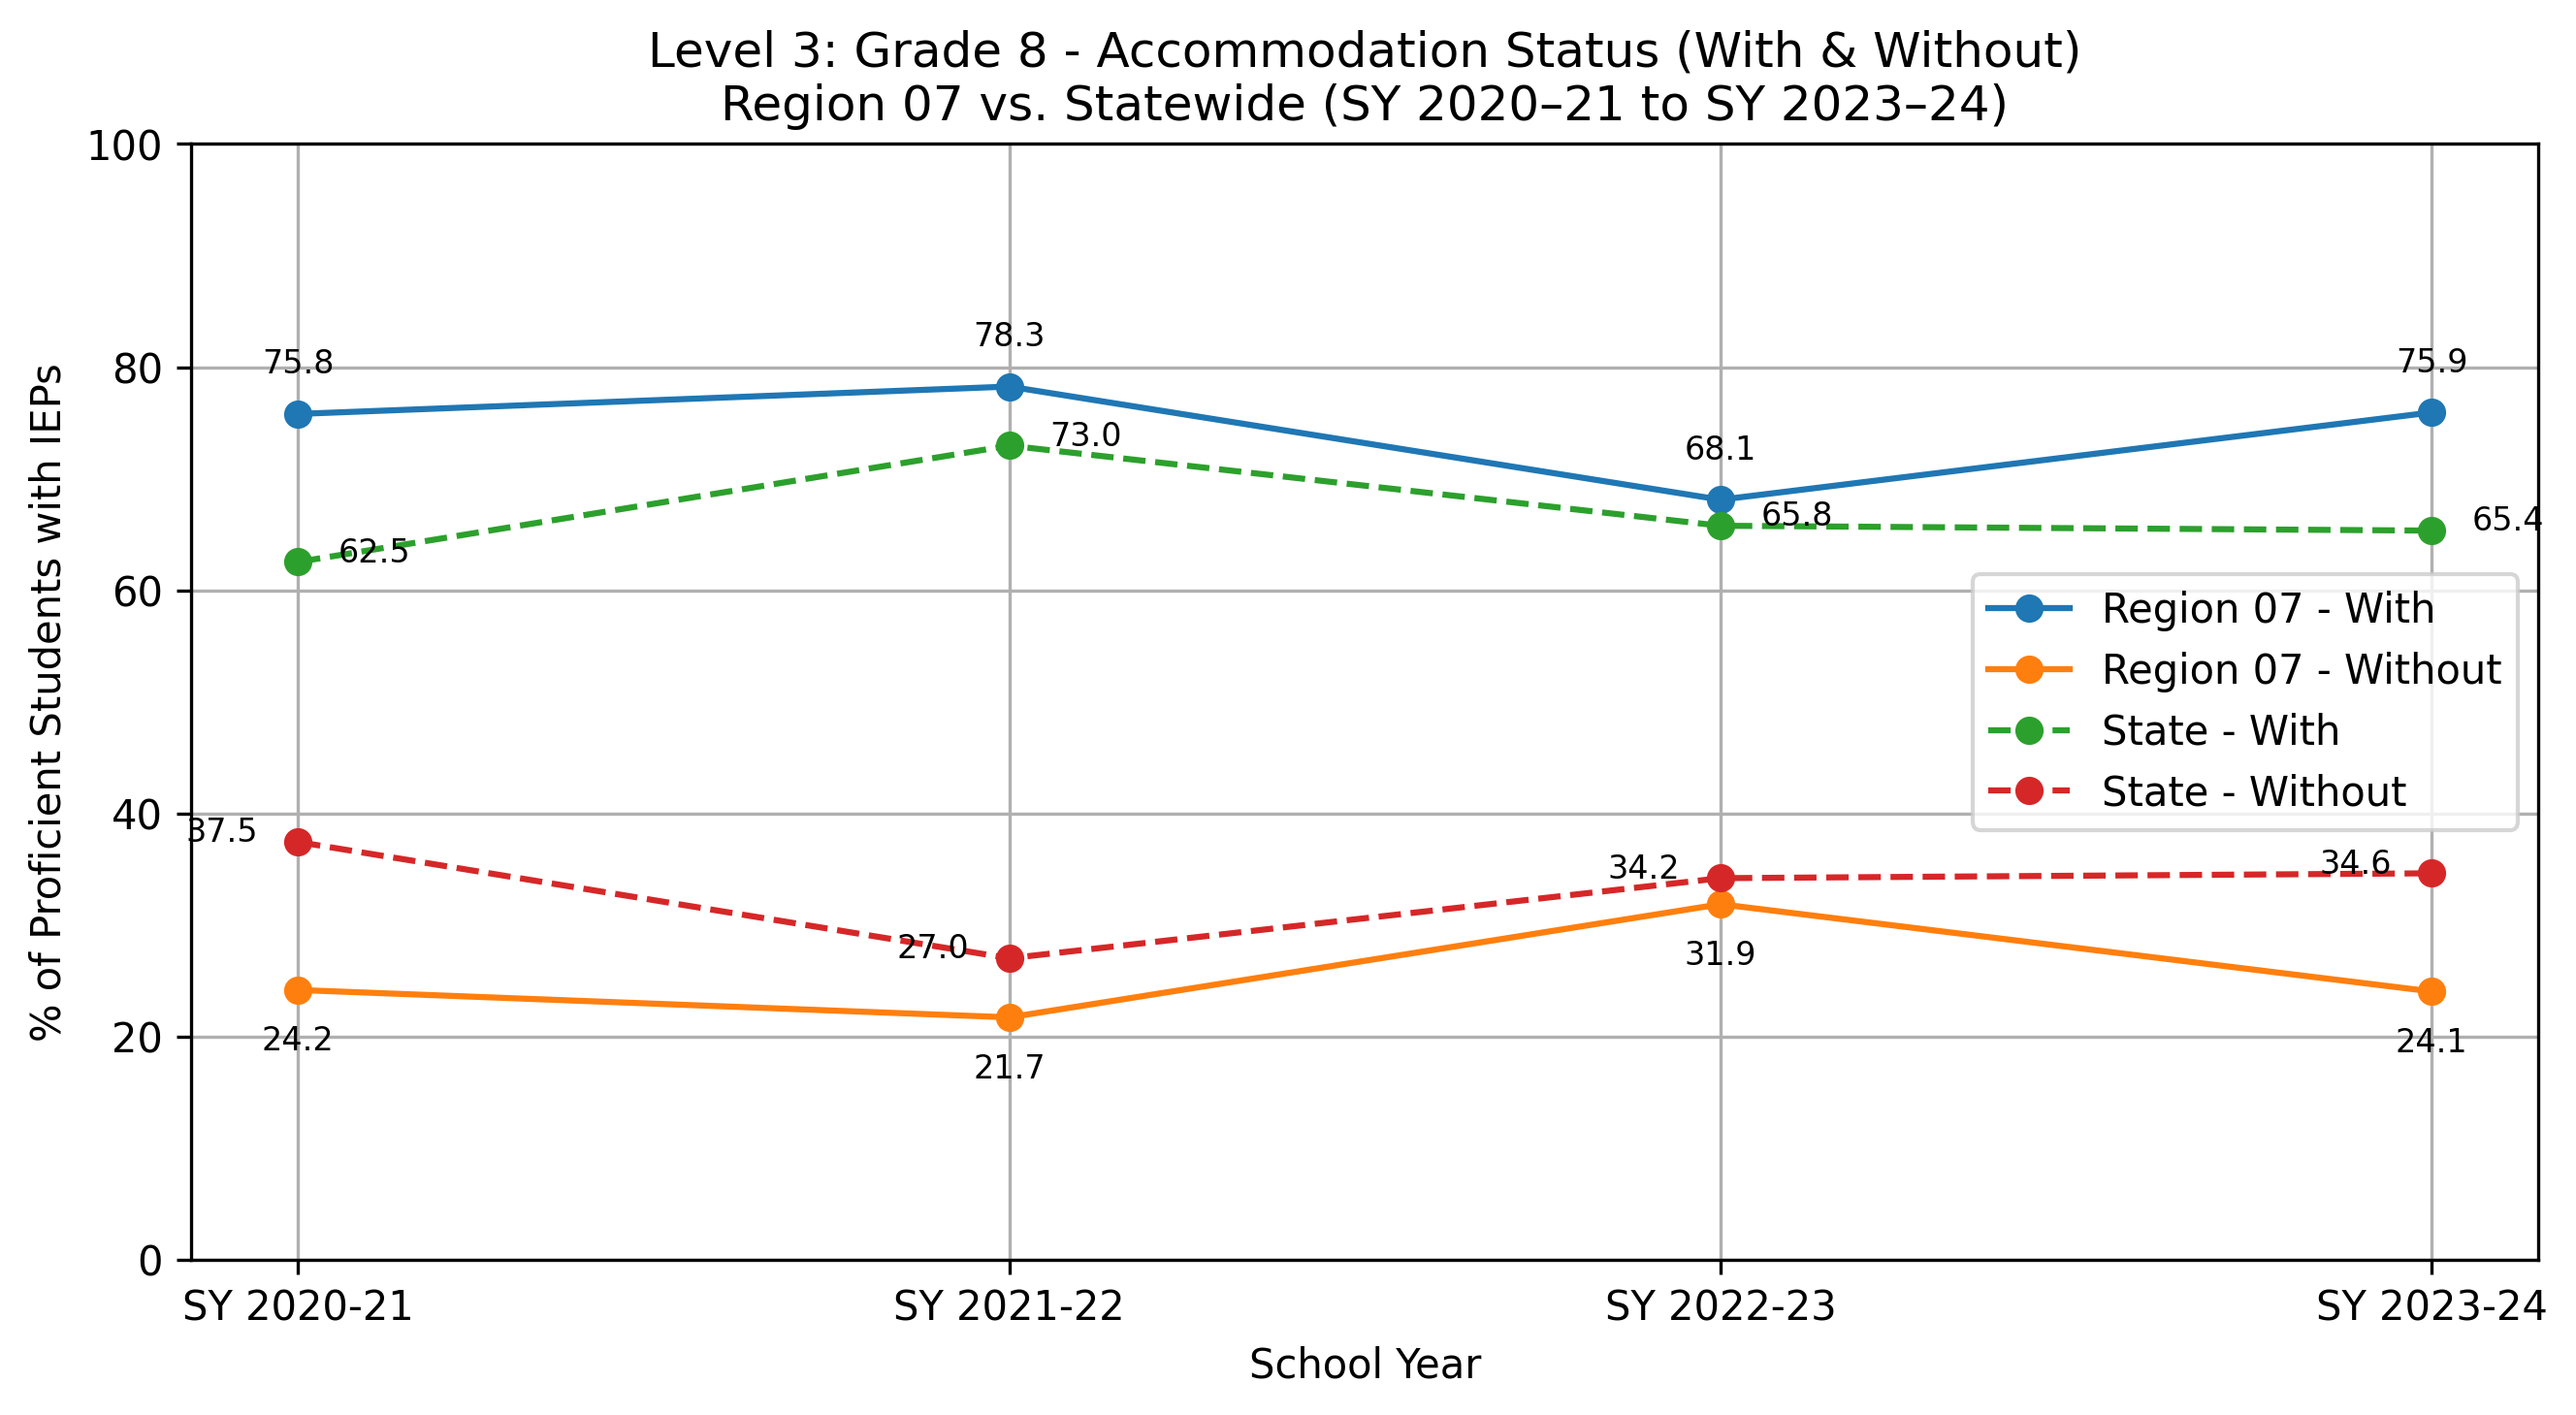 Level 3: Grade 8 - Accommodation Status (With & Without)
Region 07 vs. Statewide (SY 2020–21 to SY 2023–24)
% of Proficient Students with IEPs
100
80
60
40
20
0
75.8
78.3
68.1
75.9
62.5
73.0
65.8
65.4
37.5
27.0
34.2
34.6
24.2
21.7
31.9
24.1
Region 07 - With
Region 07 - Without
State - With
State - Without
SY 2020-21
SY 2021-22
SY 2022-23
SY 2023-24
School Year